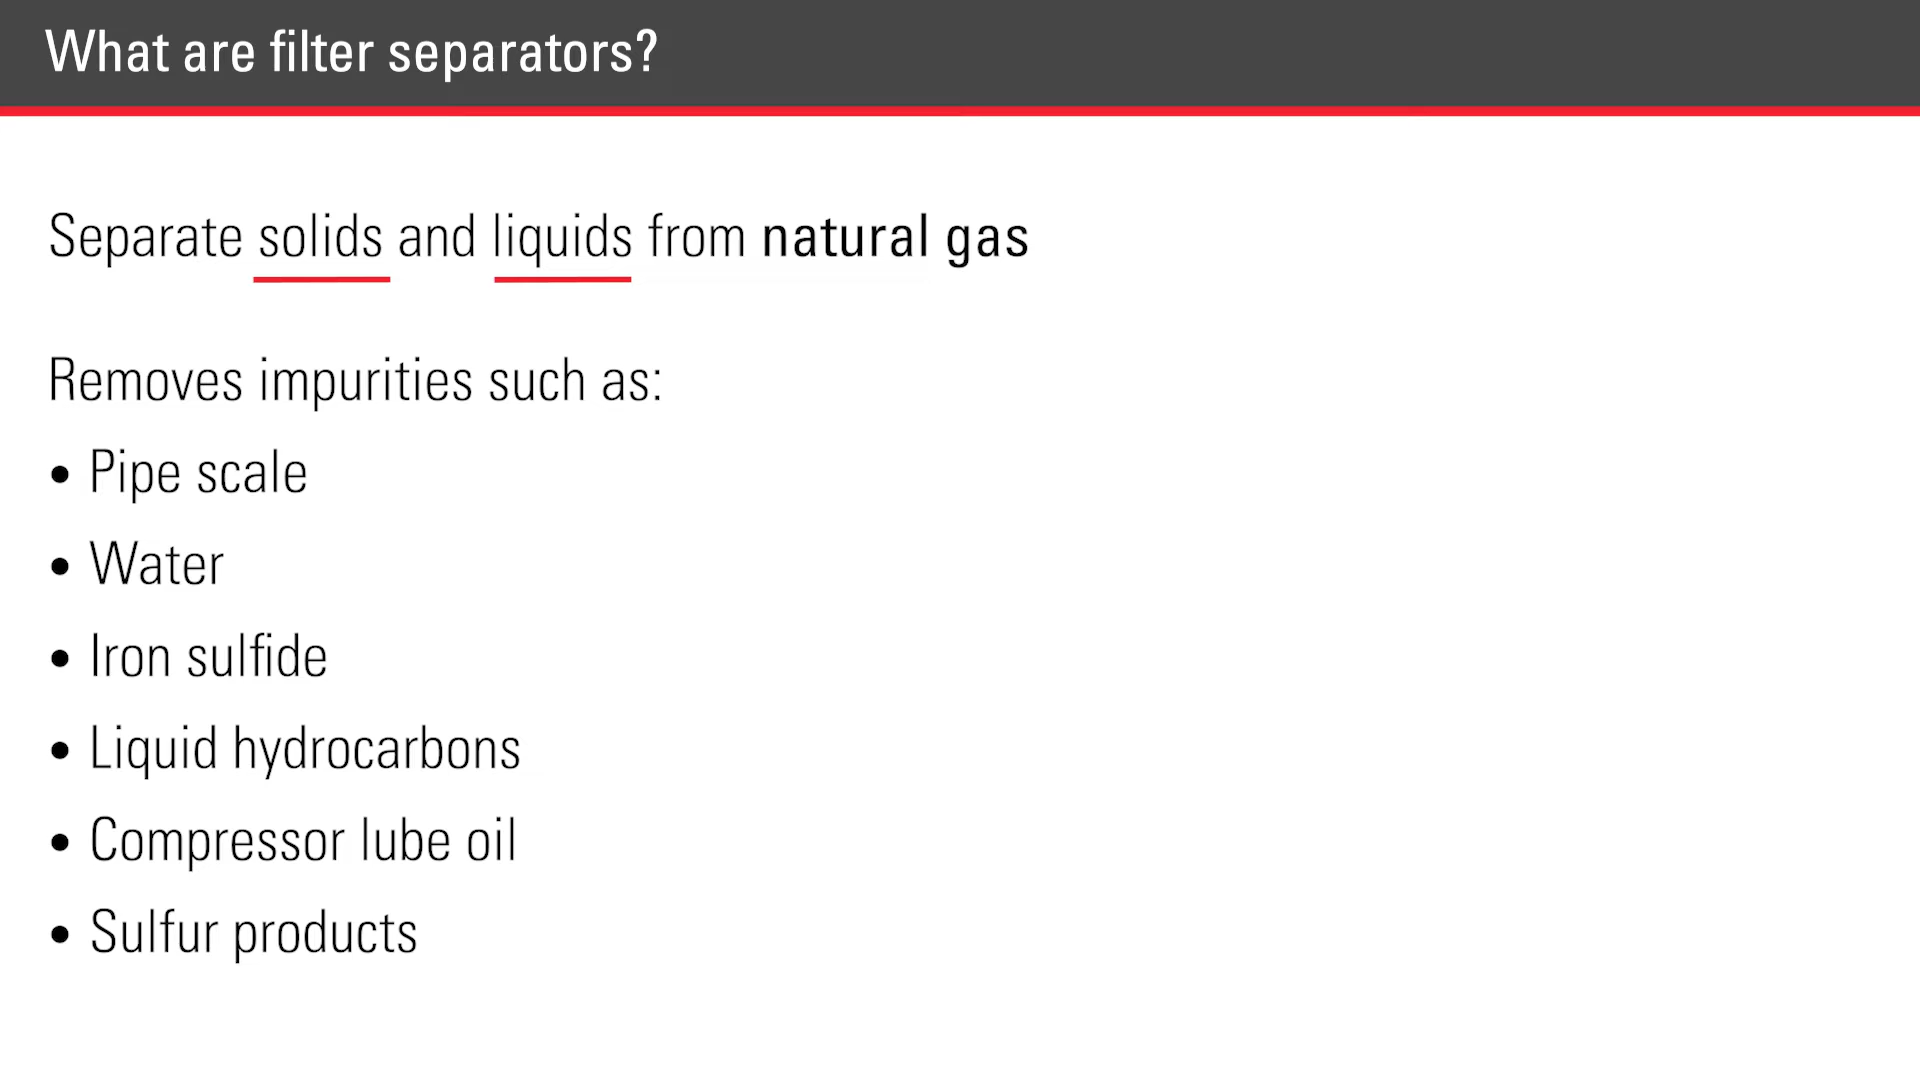 What are filter separators?
Separate solids and liquids from natural gas
Removes impurities such as:
• Pipe scale
• Water
• Iron sulfide
• Liquid hydrocarbons
• Compressor lube oil
• Sulfur products